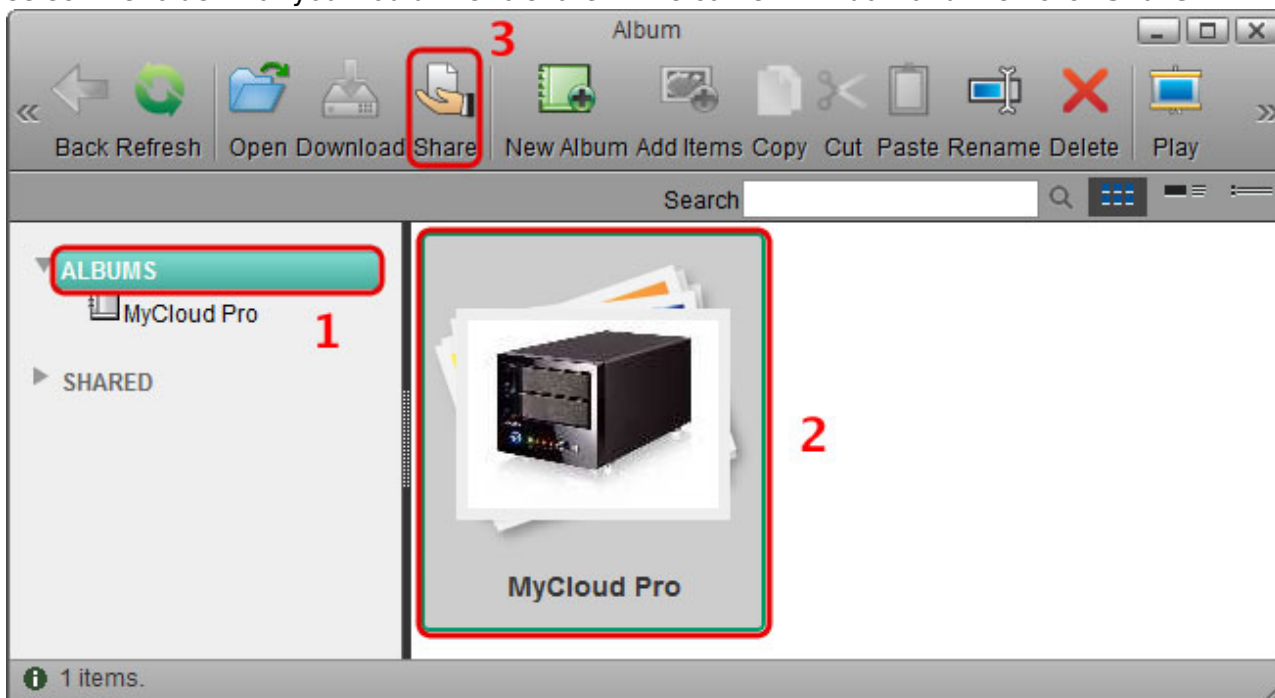 Album
3
Back Refresh Open Download Share New Album Add Items Copy Cut Paste Rename Delete Play
Search
ALBUMS
MyCloud Pro
1
SHARED
2
MyCloud Pro
1 items.